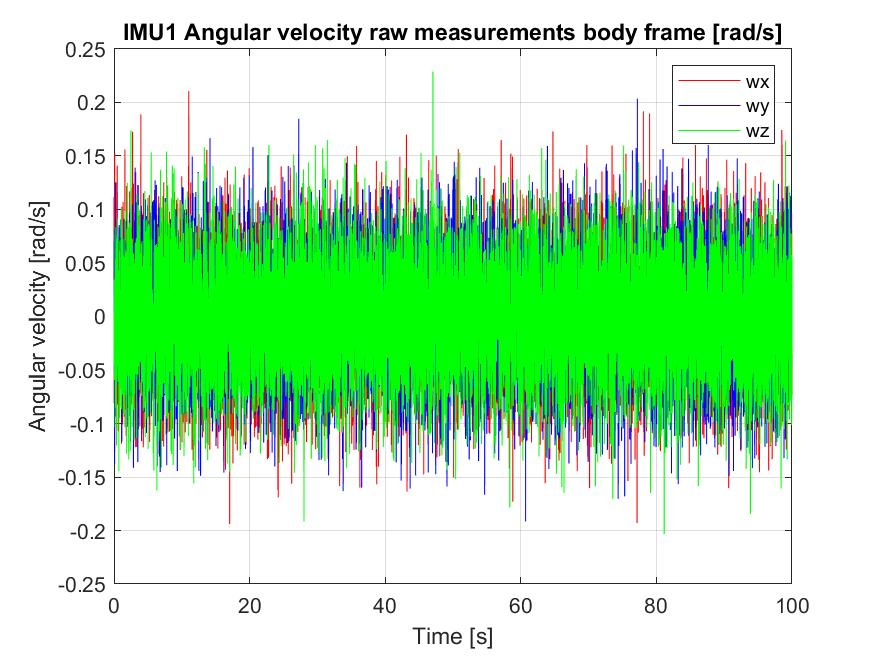 IMU1 Angular velocity raw measurements body frame [rad/s]
0.25
0.2
0.15
0.1
0.05
0
-0.05
-0.1
-0.15
-0.2
-0.25
Angular velocity [rad/s]
wx
wy
wz
0 20 40 60 80 100
Time [s]